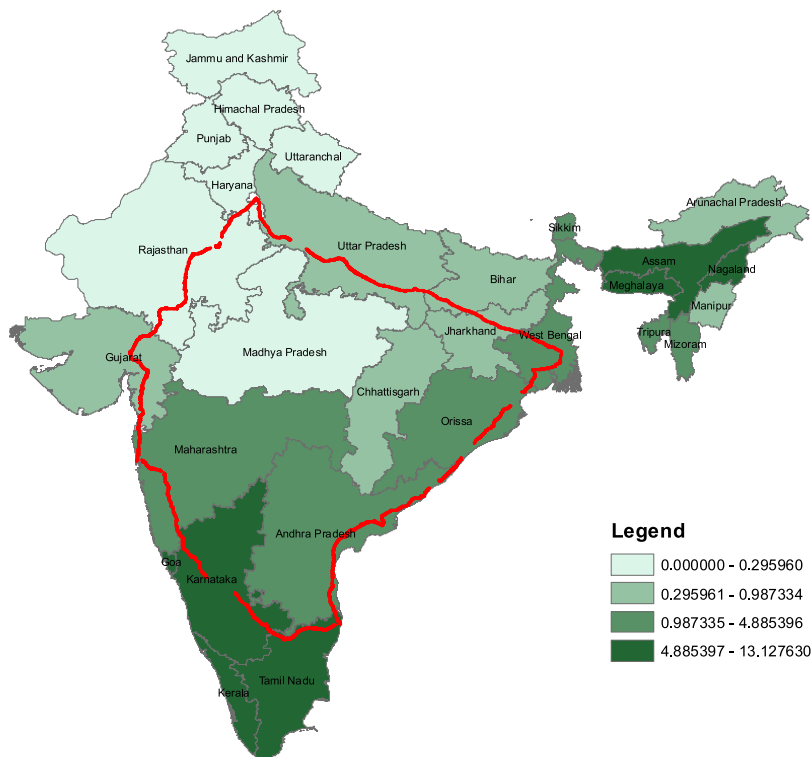 Jammu and Kashmir
Himachal Pradesh
Punjab
Uttaranchal
Haryana
Arunachal Pradesh
Sikkim
Rajasthan
Uttar Pradesh
Assam
Nagaland
Bihar
Meghalaya
Manipur
Jharkhand
West Bengal
Tripura
Mizoram
Gujarat
Madhya Pradesh
Chhattisgarh
Orissa
Maharashtra
Andhra Pradesh
Goa
Karnataka
Tamil Nadu
Kerala
Legend
0.000000 - 0.295960
0.295961 - 0.987334
0.987335 - 4.885396
4.885397 - 13.127630